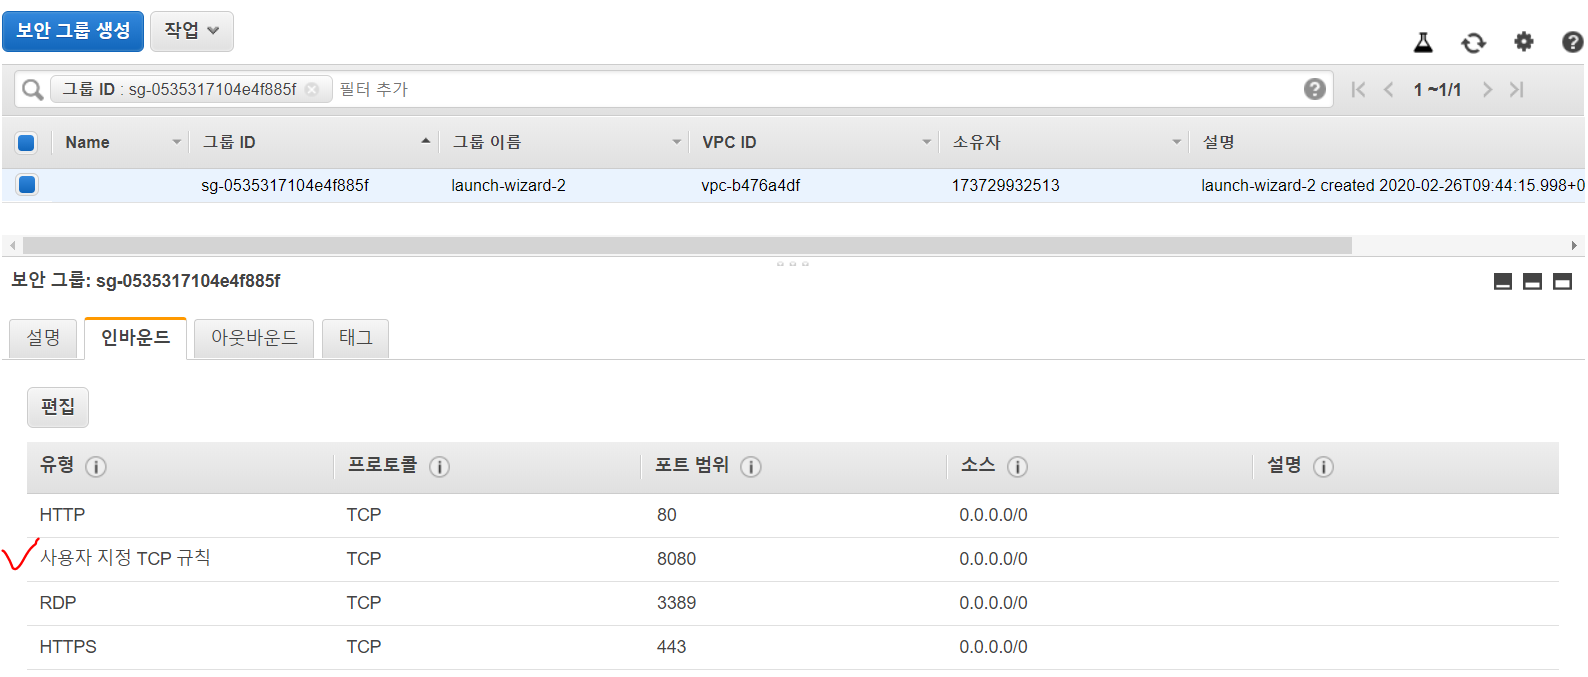 보안 그룹 생성 작업
그룹 ID : sg-0535317104e4f885f 필터 추가 1 ~1/1
Name 그룹 ID 그룹 이름 VPC ID 소유자 설명
sg-0535317104e4f885f launch-wizard-2 vpc-b476a4df 173729932513 launch-wizard-2 created 2020-02-26T09:44:15.998+0
보안 그룹: sg-0535317104e4f885f
설명 인바운드 아웃바운드 태그
편집
유형 프로토콜 포트 범위 소스 설명
HTTP TCP 80 0.0.0.0/0
사용자 지정 TCP 규칙 TCP 8080 0.0.0.0/0
RDP TCP 3389 0.0.0.0/0
HTTPS TCP 443 0.0.0.0/0